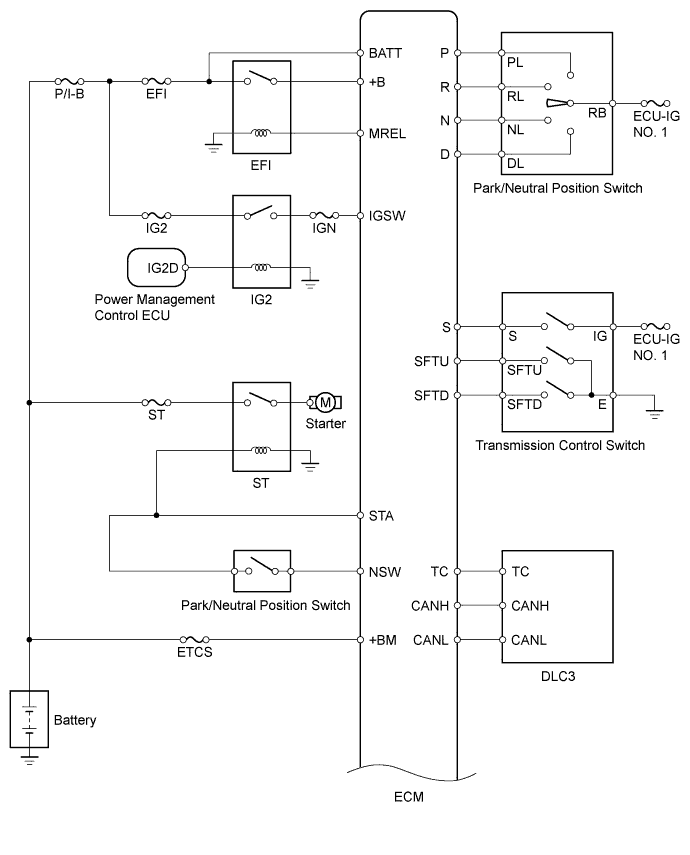 BATT
P
PL
P/I-B
EFI
+B
R
RL
RB
ECU-IG
NO. 1
N
NL
MREL
D
DL
EFI
Park/Neutral Position Switch
IG2
IGN
IGSW
IG2D
IG2
Power Management
Control ECU
S
S
IG
ECU-IG
NO. 1
SFTU
SFTU
SFTD
SFTD
E
ST
M
Starter
Transmission Control Switch
ST
STA
NSW
TC
TC
Park/Neutral Position Switch
CANH
CANH
+BM
CANL
CANL
ETCS
DLC3
Battery
ECM